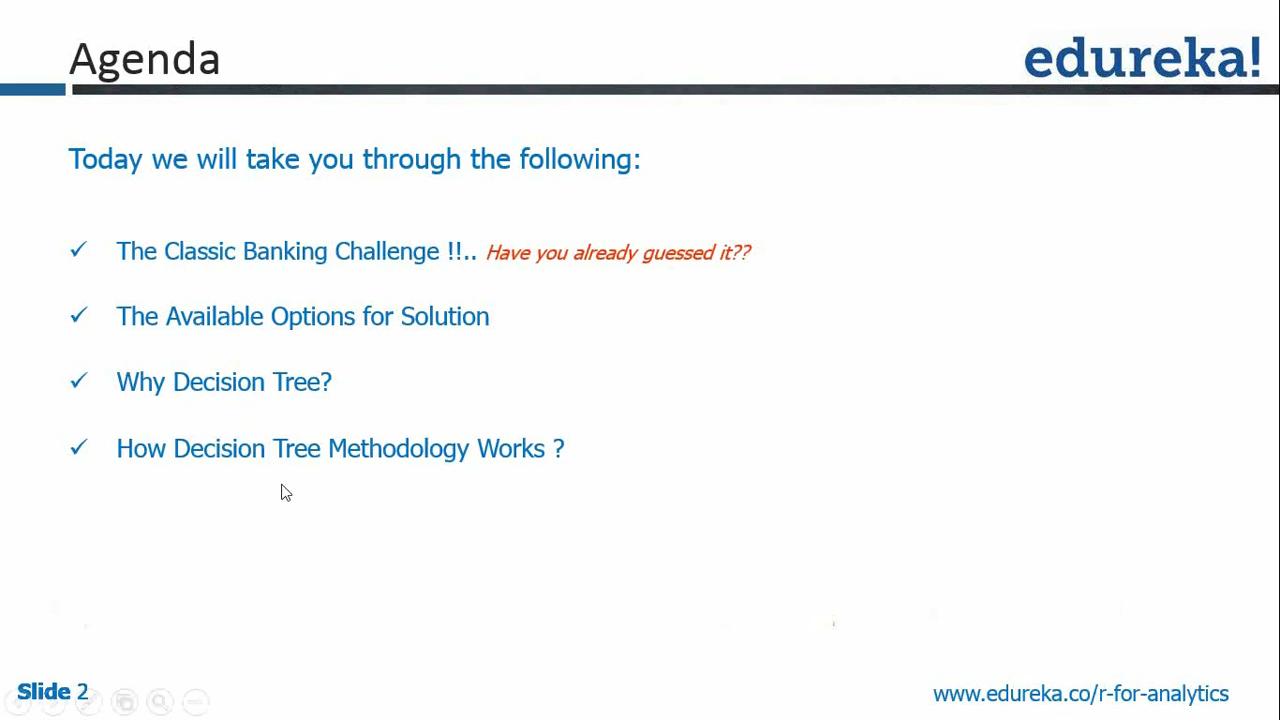 Agenda
edureka!
Today we will take you through the following:
✓ The Classic Banking Challenge !!.. Have you already guessed it??
✓ The Available Options for Solution
✓ Why Decision Tree?
✓ How Decision Tree Methodology Works ?
Slide 2
www.edureka.co/r-for-analytics